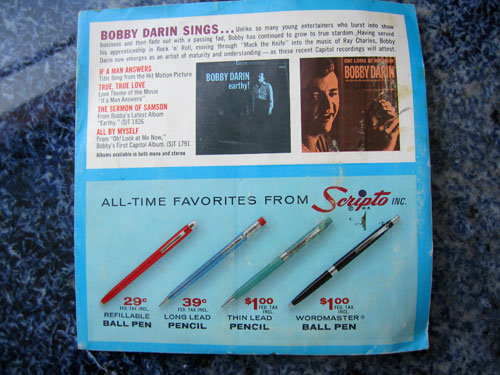 BOBBY DARIN SINGS... Unlike so many young entertainers who burst into show
business and then fade out with a passing fad, Bobby has continued to grow to true stardom. Having served
his apprenticeship in Rock 'n' Roll, moving through "Mack the Knife" into the music of Ray Charles, Bobby
Darin now emerges as an artist of maturity and understanding — as these recent Capitol recordings will attest.
IF A MAN ANSWERS
Title Song from the Hit Motion Picture
TRUE, TRUE LOVE
Love Theme of the Movie
"If a Man Answers"
THE SERMON OF SAMSON
From Bobby's Latest Album
"Earthy." (S)T 1826
ALL BY MYSELF
From "Oh! Look at Me Now,"
Bobby's First Capitol Album. (S)T 1791
Albums available in both mono and stereo
BOBBY DARIN
earthy!
OH! LOOK AT ME NOW
BOBBY DARIN
ALL-TIME FAVORITES FROM Scripto INC.
29¢
FED. TAX INCL.
REFILLABLE
BALL PEN
39¢
FED. TAX INCL.
LONG LEAD
PENCIL
$1.00
FED. TAX
INCL.
THIN LEAD
PENCIL
$1.00
FED. TAX
INCL.
WORDMASTER®
BALL PEN